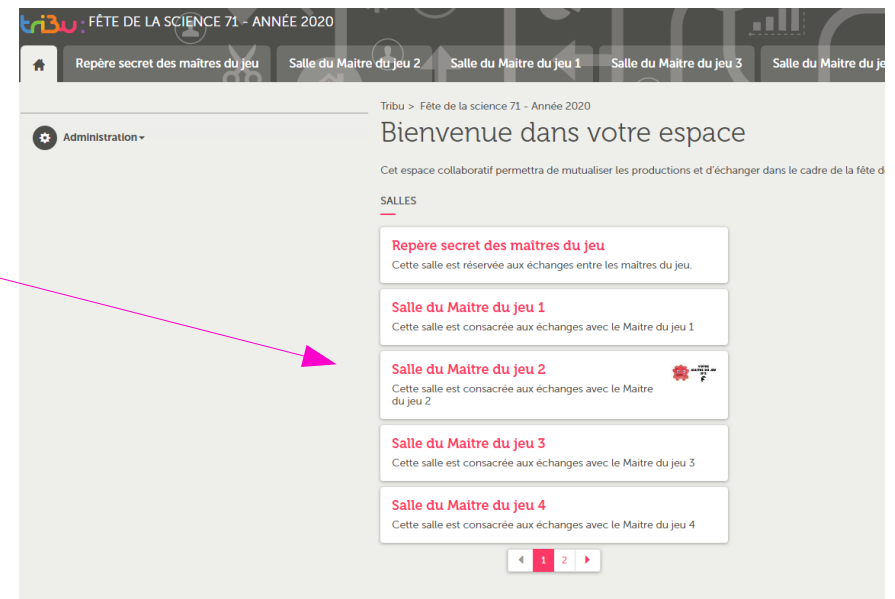 tri3u : FÊTE DE LA SCIENCE 71 - ANNÉE 2020
Repère secret des maîtres du jeu Salle du Maitre du jeu 2 Salle du Maitre du jeu 1 Salle du Maitre du jeu 3 Salle du Maitre du je
Tribu > Fête de la science 71 - Année 2020
Administration
Bienvenue dans votre espace
Cet espace collaboratif permettra de mutualiser les productions et d'échanger dans le cadre de la fête d
SALLES
Repère secret des maîtres du jeu
Cette salle est réservée aux échanges entre les maîtres du jeu.
Salle du Maitre du jeu 1
Cette salle est consacrée aux échanges avec le Maitre du jeu 1
Salle du Maitre du jeu 2
Cette salle est consacrée aux échanges avec le Maitre
du jeu 2
Salle du Maitre du jeu 3
Cette salle est consacrée aux échanges avec le Maitre du jeu 3
Salle du Maitre du jeu 4
Cette salle est consacrée aux échanges avec le Maitre du jeu 4
1 2